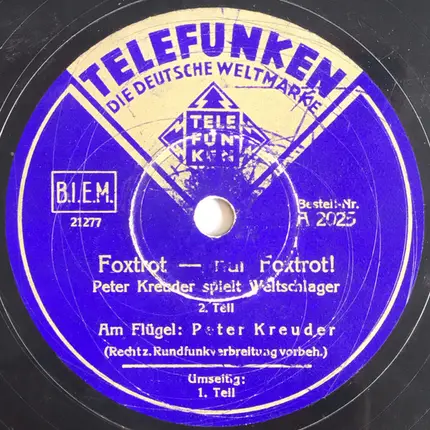 TELEFUNKEN
DIE DEUTSCHE WELTMARKE
TELE
FUN
KEN
B.I.E.M.
21277
Bestell-Nr.
A 2025
Foxtrot — nur Foxtrot!
Peter Kreuder spielt Weltschlager
2. Teil
Am Flügel: Peter Kreuder
(Recht z. Rundfunkverbreitung vorbeh.)
Umseitig:
1. Teil